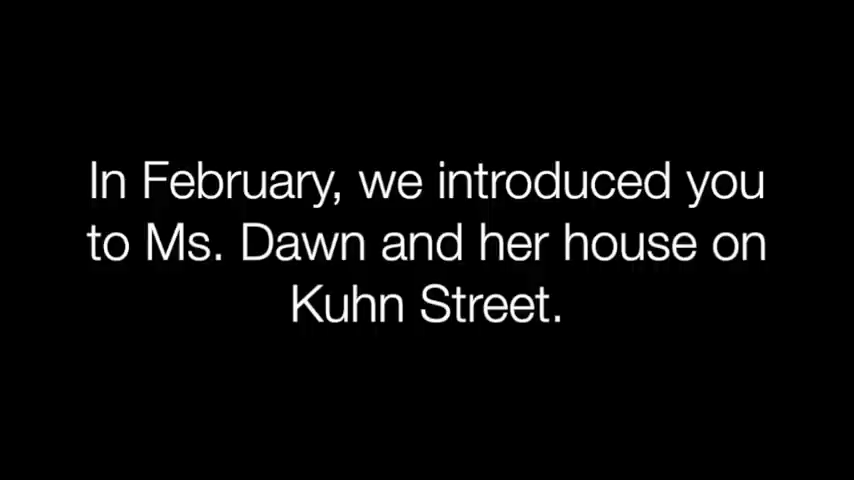 In February, we introduced you
to Ms. Dawn and her house on
Kuhn Street.